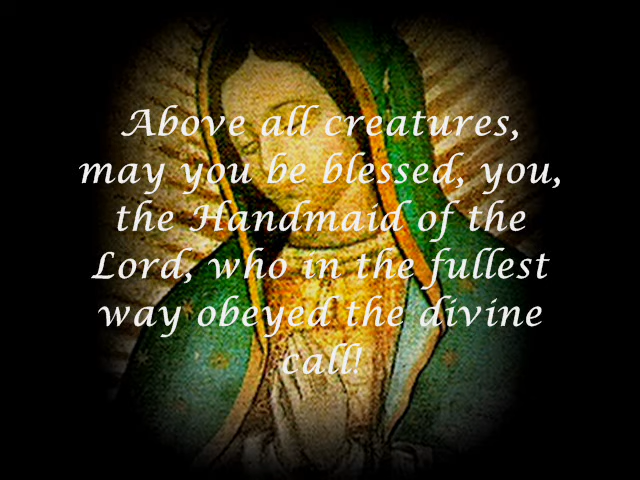 Above all creatures,
may you be blessed, you,
the Handmaid of the
Lord, who in the fullest
way obeyed the divine
call!